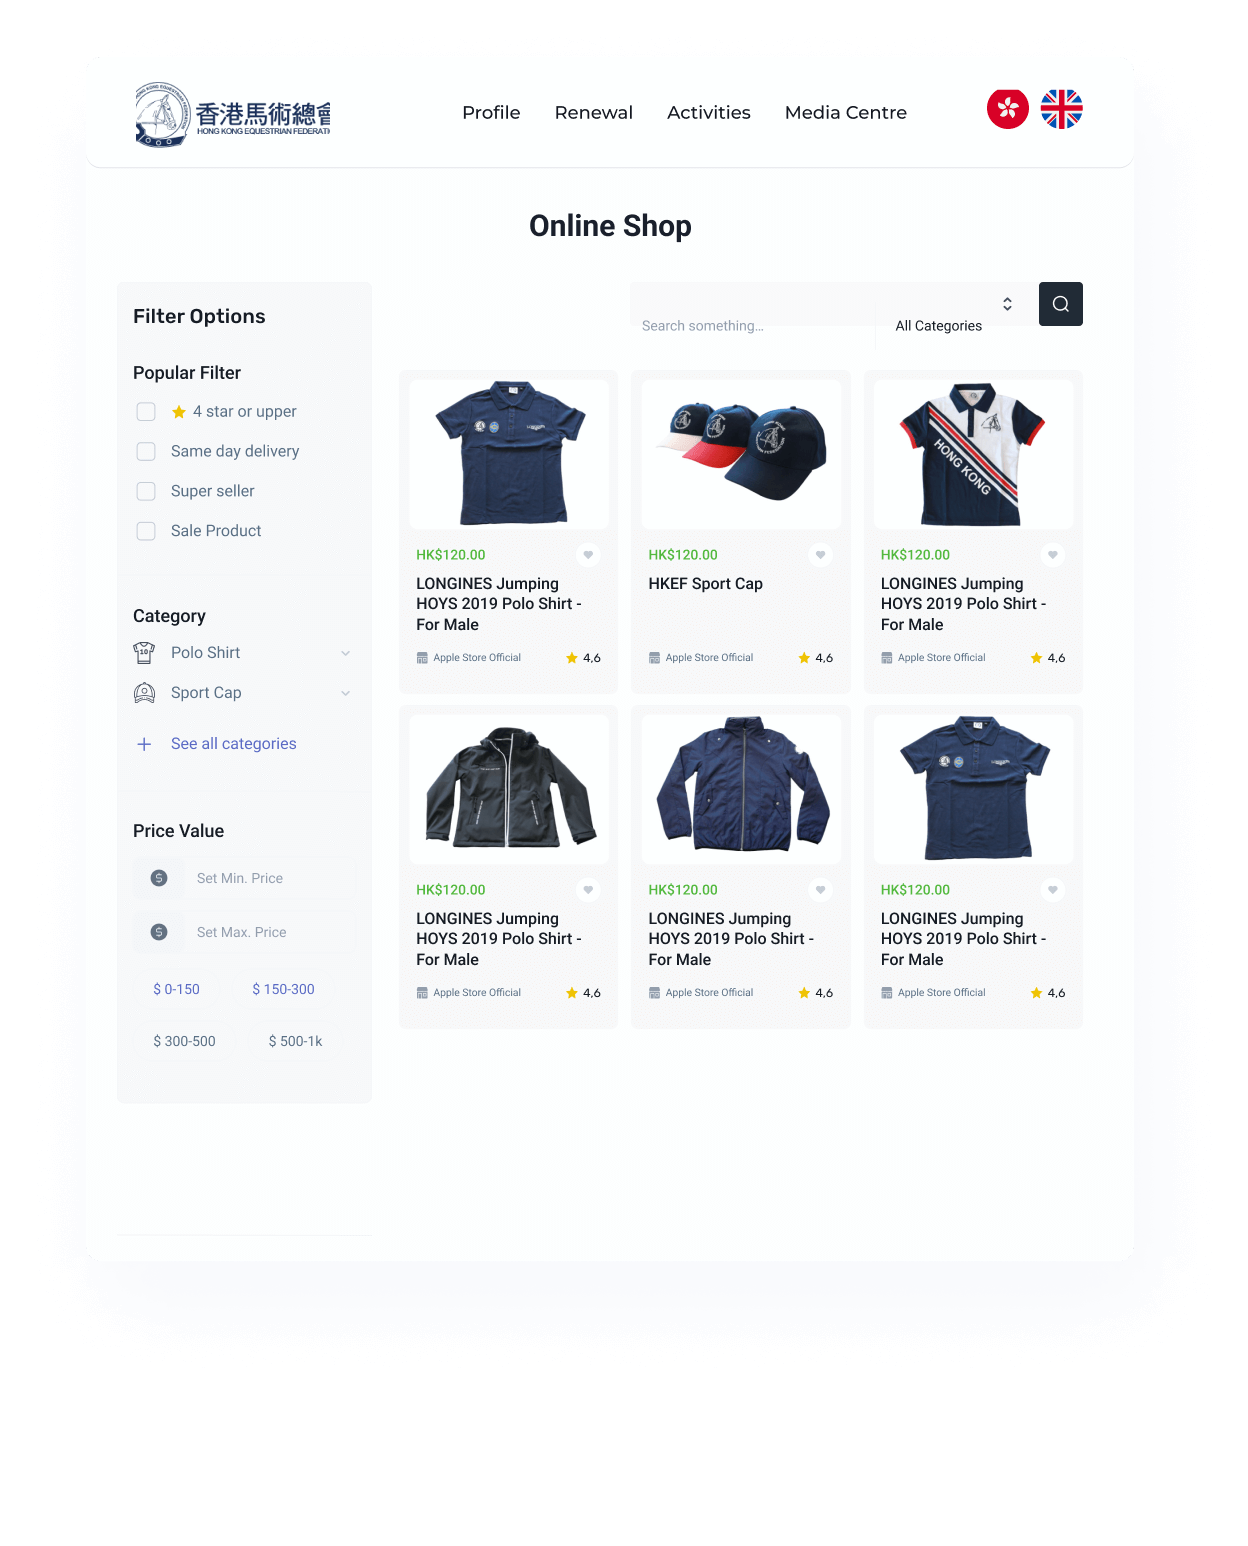 香港馬術總會
HONG KONG EQUESTRIAN FEDERATI
Profile Renewal Activities Media Centre
Online Shop
Filter Options
Popular Filter
4 star or upper
Same day delivery
Super seller
Sale Product
Category
Polo Shirt
Sport Cap
See all categories
Price Value
Set Min. Price
Set Max. Price
$ 0-150 $ 150-300
$ 300-500 $ 500-1k
Search something... All Categories
HONG KONG
HK$120.00
LONGINES Jumping
HOYS 2019 Polo Shirt -
For Male
Apple Store Official 4,6
HK$120.00
HKEF Sport Cap
Apple Store Official 4,6
HK$120.00
LONGINES Jumping
HOYS 2019 Polo Shirt -
For Male
Apple Store Official 4,6
HK$120.00
LONGINES Jumping
HOYS 2019 Polo Shirt -
For Male
Apple Store Official 4,6
HK$120.00
LONGINES Jumping
HOYS 2019 Polo Shirt -
For Male
Apple Store Official 4,6
HK$120.00
LONGINES Jumping
HOYS 2019 Polo Shirt -
For Male
Apple Store Official 4,6